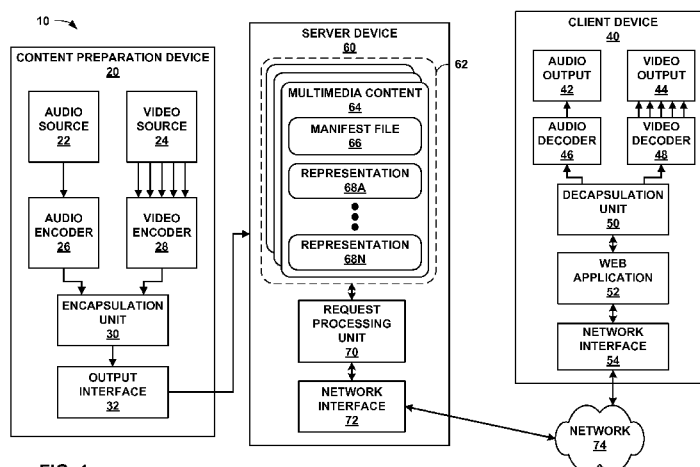 10
CONTENT PREPARATION DEVICE
20
AUDIO
SOURCE
22
VIDEO
SOURCE
24
AUDIO
ENCODER
26
VIDEO
ENCODER
28
ENCAPSULATION
UNIT
30
OUTPUT
INTERFACE
32
SERVER DEVICE
60
62
MULTIMEDIA CONTENT
64
MANIFEST FILE
66
REPRESENTATION
68A
REPRESENTATION
68N
REQUEST
PROCESSING
UNIT
70
NETWORK
INTERFACE
72
CLIENT DEVICE
40
AUDIO
OUTPUT
42
VIDEO
OUTPUT
44
AUDIO
DECODER
46
VIDEO
DECODER
48
DECAPSULATION
UNIT
50
WEB
APPLICATION
52
NETWORK
INTERFACE
54
NETWORK
74